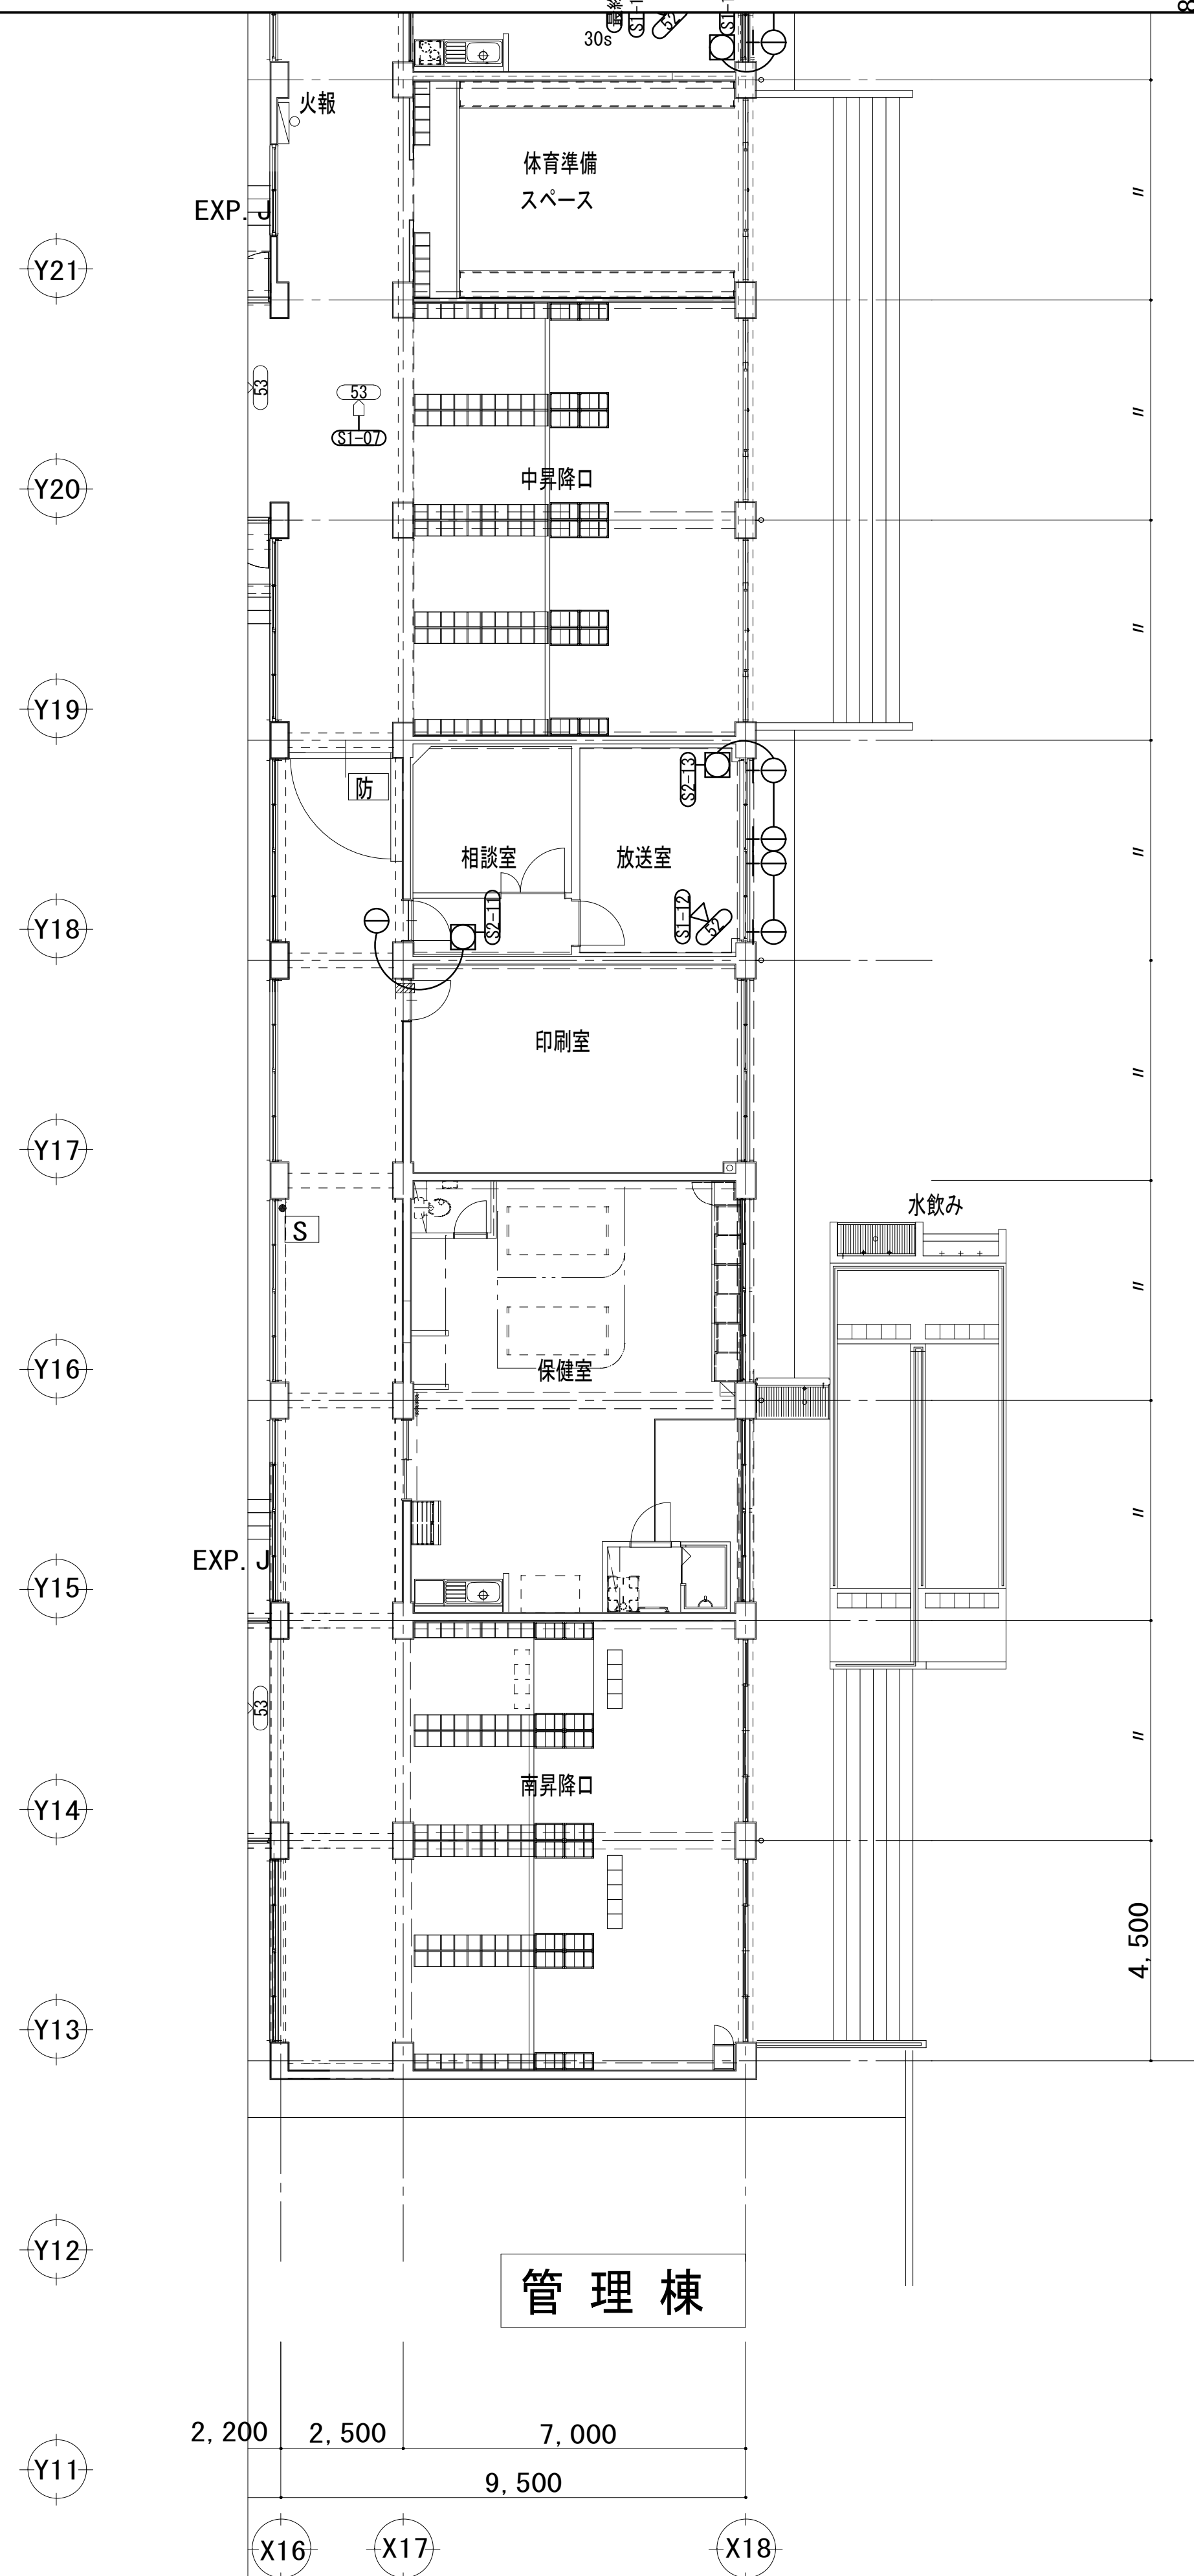 30s
火報
体育準備
スペース
EXP. J
Y21
〃
53
53
S1-07
〃
中昇降口
Y20
〃
Y19
防
S2-13
相談室
放送室
〃
S2-11
S1-12
52
Y18
印刷室
〃
Y17
S
水飲み
〃
保健室
Y16
〃
EXP. J
Y15
53
〃
南昇降口
Y14
4,500
Y13
Y12
管理棟
2,200
2,500
7,000
Y11
9,500
X16
X17
X18